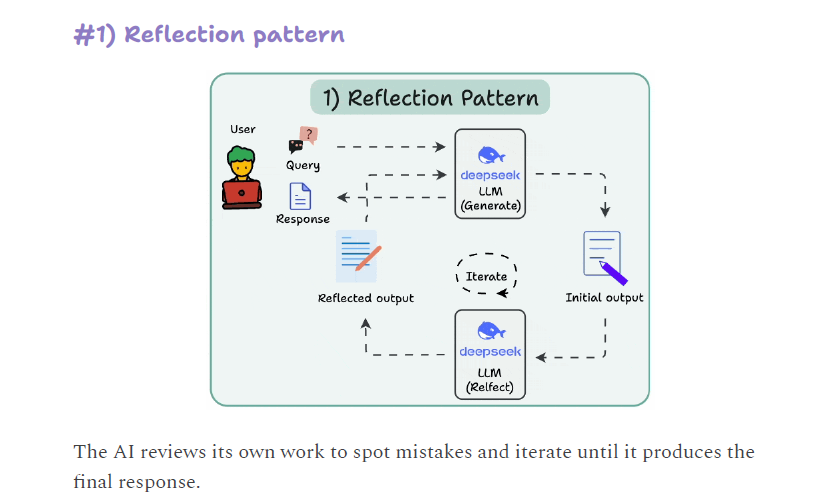 #1) Reflection pattern
1) Reflection Pattern
User
?
Query
Response
deepseek
LLM
(Generate)
Reflected output
Iterate
Initial output
deepseek
LLM
(Relfect)
The AI reviews its own work to spot mistakes and iterate until it produces the
final response.